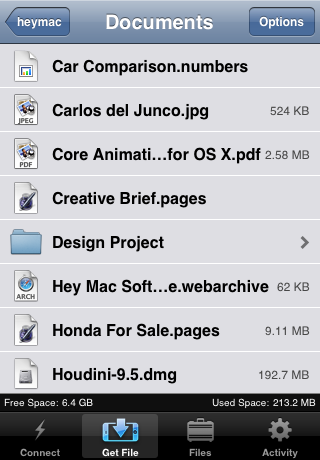 heymac Documents Options
Car Comparison.numbers
JPEG Carlos del Junco.jpg 524 KB
PDF Core Animati...for OS X.pdf 2.58 MB
Creative Brief.pages
Design Project
ARCH Hey Mac Soft...e.webarchive 62 KB
Honda For Sale.pages 9.11 MB
Houdini-9.5.dmg 192.7 MB
Free Space: 6.4 GB Used Space: 213.2 MB
Connect Get File Files Activity